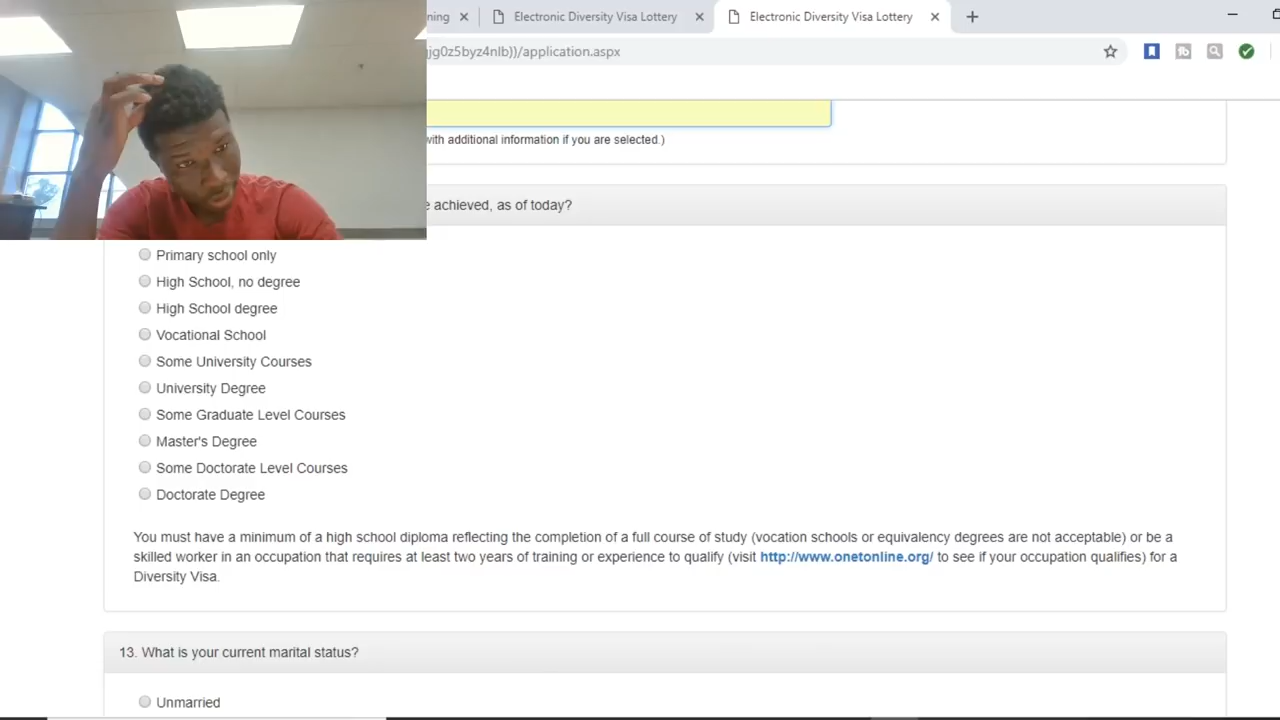 ning
Electronic Diversity Visa Lottery
Electronic Diversity Visa Lottery
jg0z5byz4nlb))/application.aspx
with additional information if you are selected.)
e achieved, as of today?
Primary school only
High School, no degree
High School degree
Vocational School
Some University Courses
University Degree
Some Graduate Level Courses
Master's Degree
Some Doctorate Level Courses
Doctorate Degree
You must have a minimum of a high school diploma reflecting the completion of a full course of study (vocation schools or equivalency degrees are not acceptable) or be a
skilled worker in an occupation that requires at least two years of training or experience to qualify (visit http://www.onetonline.org/ to see if your occupation qualifies) for a
Diversity Visa.
13. What is your current marital status?
Unmarried